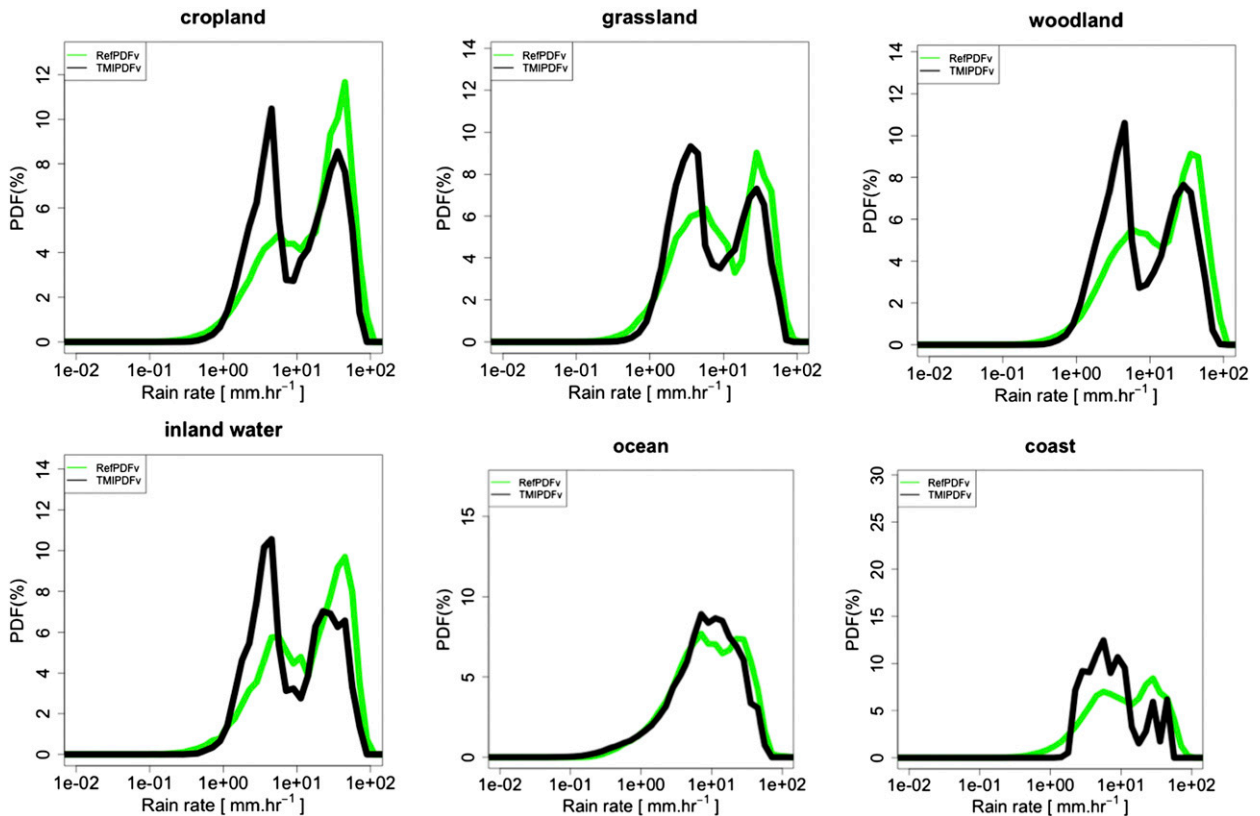 cropland
RefPDFv
TMIPDFv
PDF(%)
12
10
8
6
4
2
0
1e-02 1e-01 1e+00 1e+01 1e+02
Rain rate [ mm.hr⁻¹ ]
grassland
RefPDFv
TMIPDFv
PDF(%)
14
12
10
8
6
4
2
0
1e-02 1e-01 1e+00 1e+01 1e+02
Rain rate [ mm.hr⁻¹ ]
woodland
RefPDFv
TMIPDFv
PDF(%)
14
12
10
8
6
4
2
0
1e-02 1e-01 1e+00 1e+01 1e+02
Rain rate [ mm.hr⁻¹ ]
inland water
RefPDFv
TMIPDFv
PDF(%)
14
12
10
8
6
4
2
0
1e-02 1e-01 1e+00 1e+01 1e+02
Rain rate [ mm.hr⁻¹ ]
ocean
RefPDFv
TMIPDFv
PDF(%)
15
10
5
0
1e-02 1e-01 1e+00 1e+01 1e+02
Rain rate [ mm.hr⁻¹ ]
coast
RefPDFv
TMIPDFv
PDF(%)
30
25
20
15
10
5
0
1e-02 1e-01 1e+00 1e+01 1e+02
Rain rate [ mm.hr⁻¹ ]